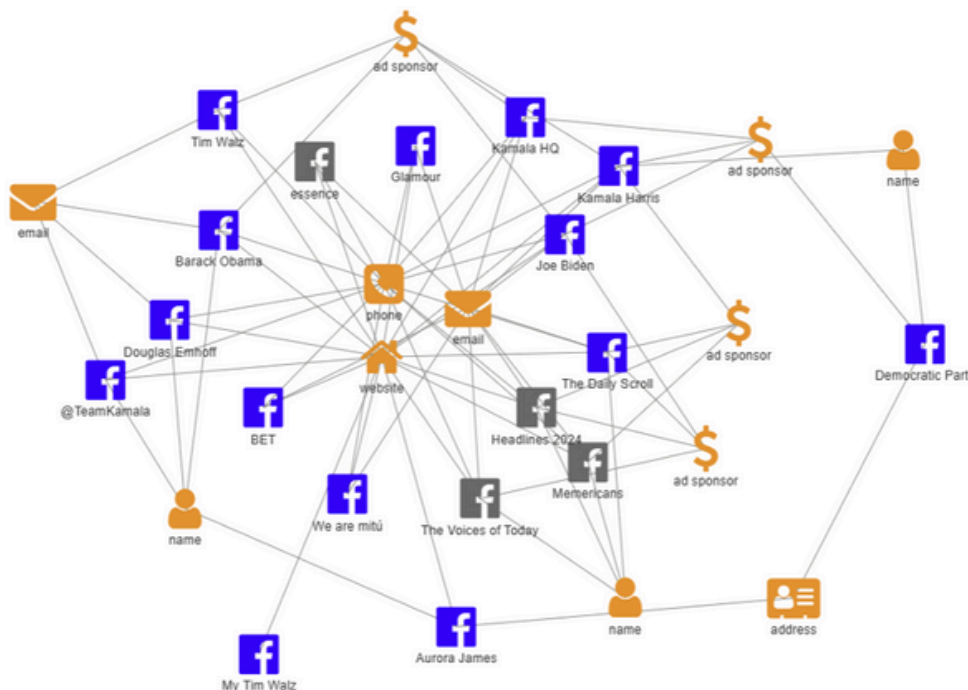 ad sponsor
Tim Walz
Kamala HQ
essence
Glamour
ad sponsor
name
Kamala Harris
email
Barack Obama
Joe Biden
phone
email
Douglas Emhoff
ad sponsor
website
The Daily Scroll
Democratic Part
@TeamKamala
BET
Headlines 2024
ad sponsor
Memericans
We are mitú
The Voices of Today
name
name
address
Aurora James
My Tim Walz